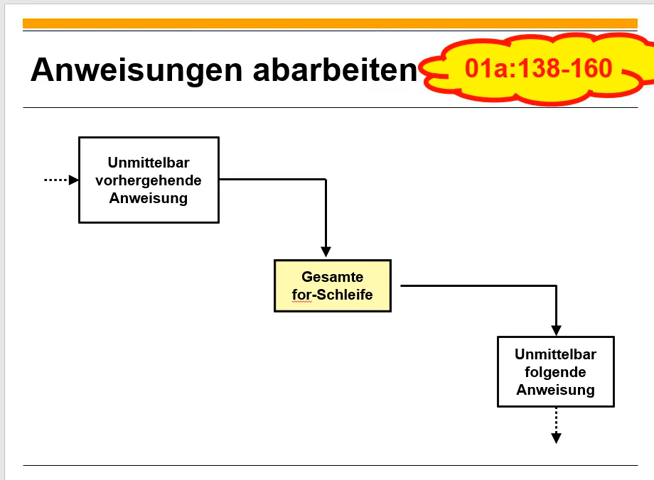 Anweisungen abarbeiten
01a:138-160
Unmittelbar
vorhergehende
Anweisung
Gesamte
for-Schleife
Unmittelbar
folgende
Anweisung